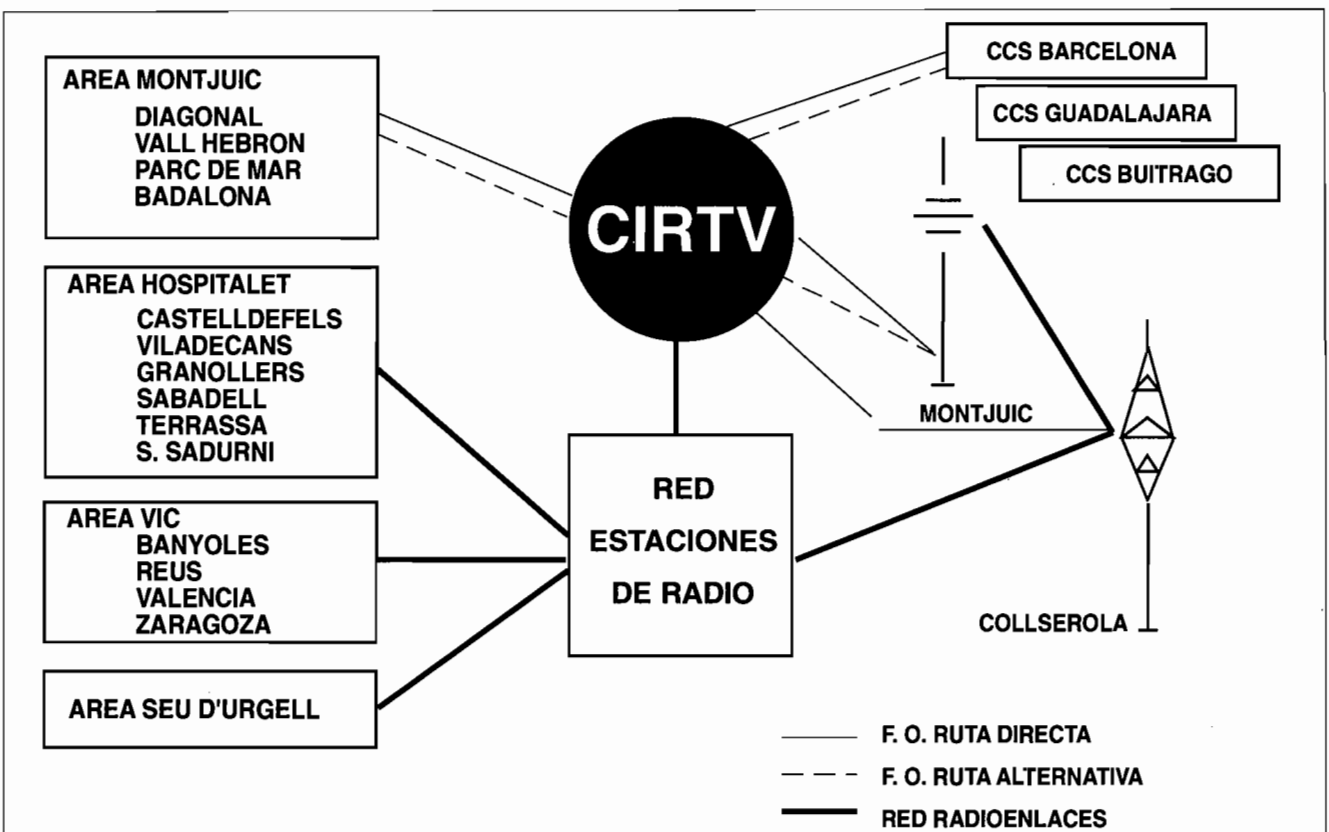 AREA MONTJUIC
DIAGONAL
VALL HEBRON
PARC DE MAR
BADALONA
AREA HOSPITALET
CASTELLDEFELS
VILADECANS
GRANOLLERS
SABADELL
TERRASSA
S. SADURNI
AREA VIC
BANYOLES
REUS
VALENCIA
ZARAGOZA
AREA SEU D'URGELL
CIRTV
RED
ESTACIONES
DE RADIO
CCS BARCELONA
CCS GUADALAJARA
CCS BUITRAGO
MONTJUIC
COLLSEROLA
F. O. RUTA DIRECTA
F. O. RUTA ALTERNATIVA
RED RADIOENLACES